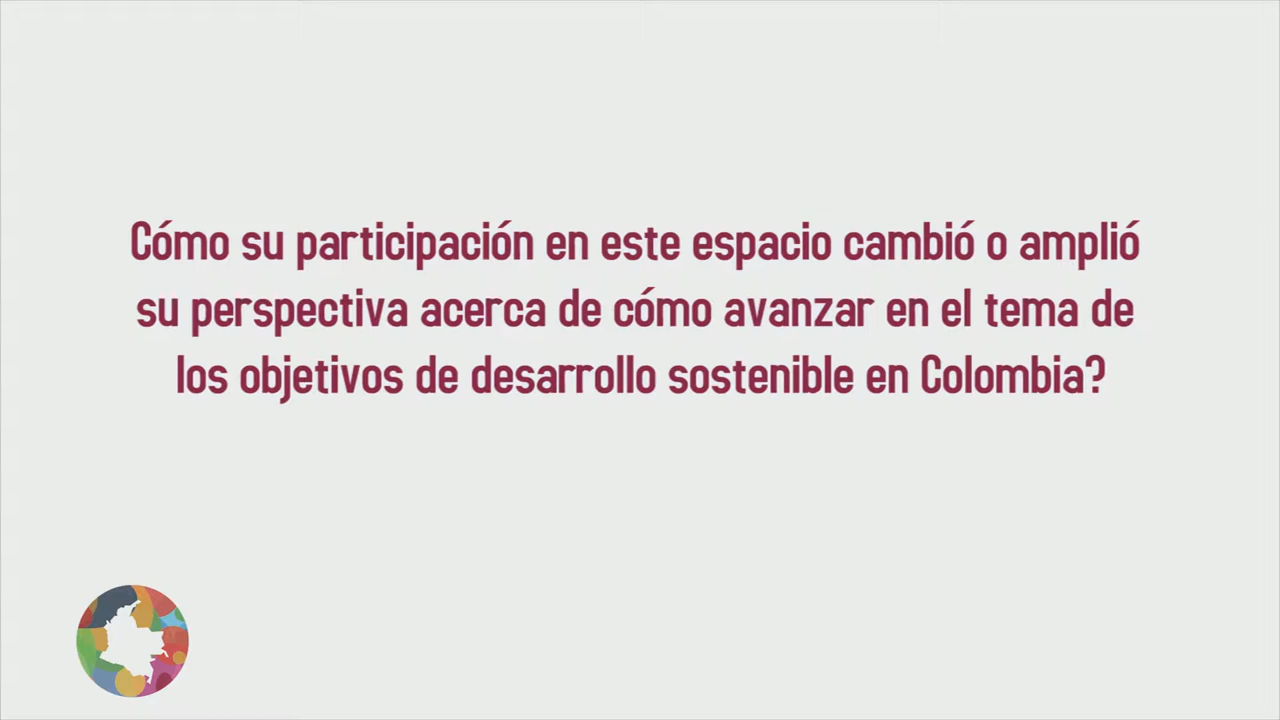 Cómo su participación en este espacio cambió o amplió
su perspectiva acerca de cómo avanzar en el tema de
los objetivos de desarrollo sostenible en Colombia?